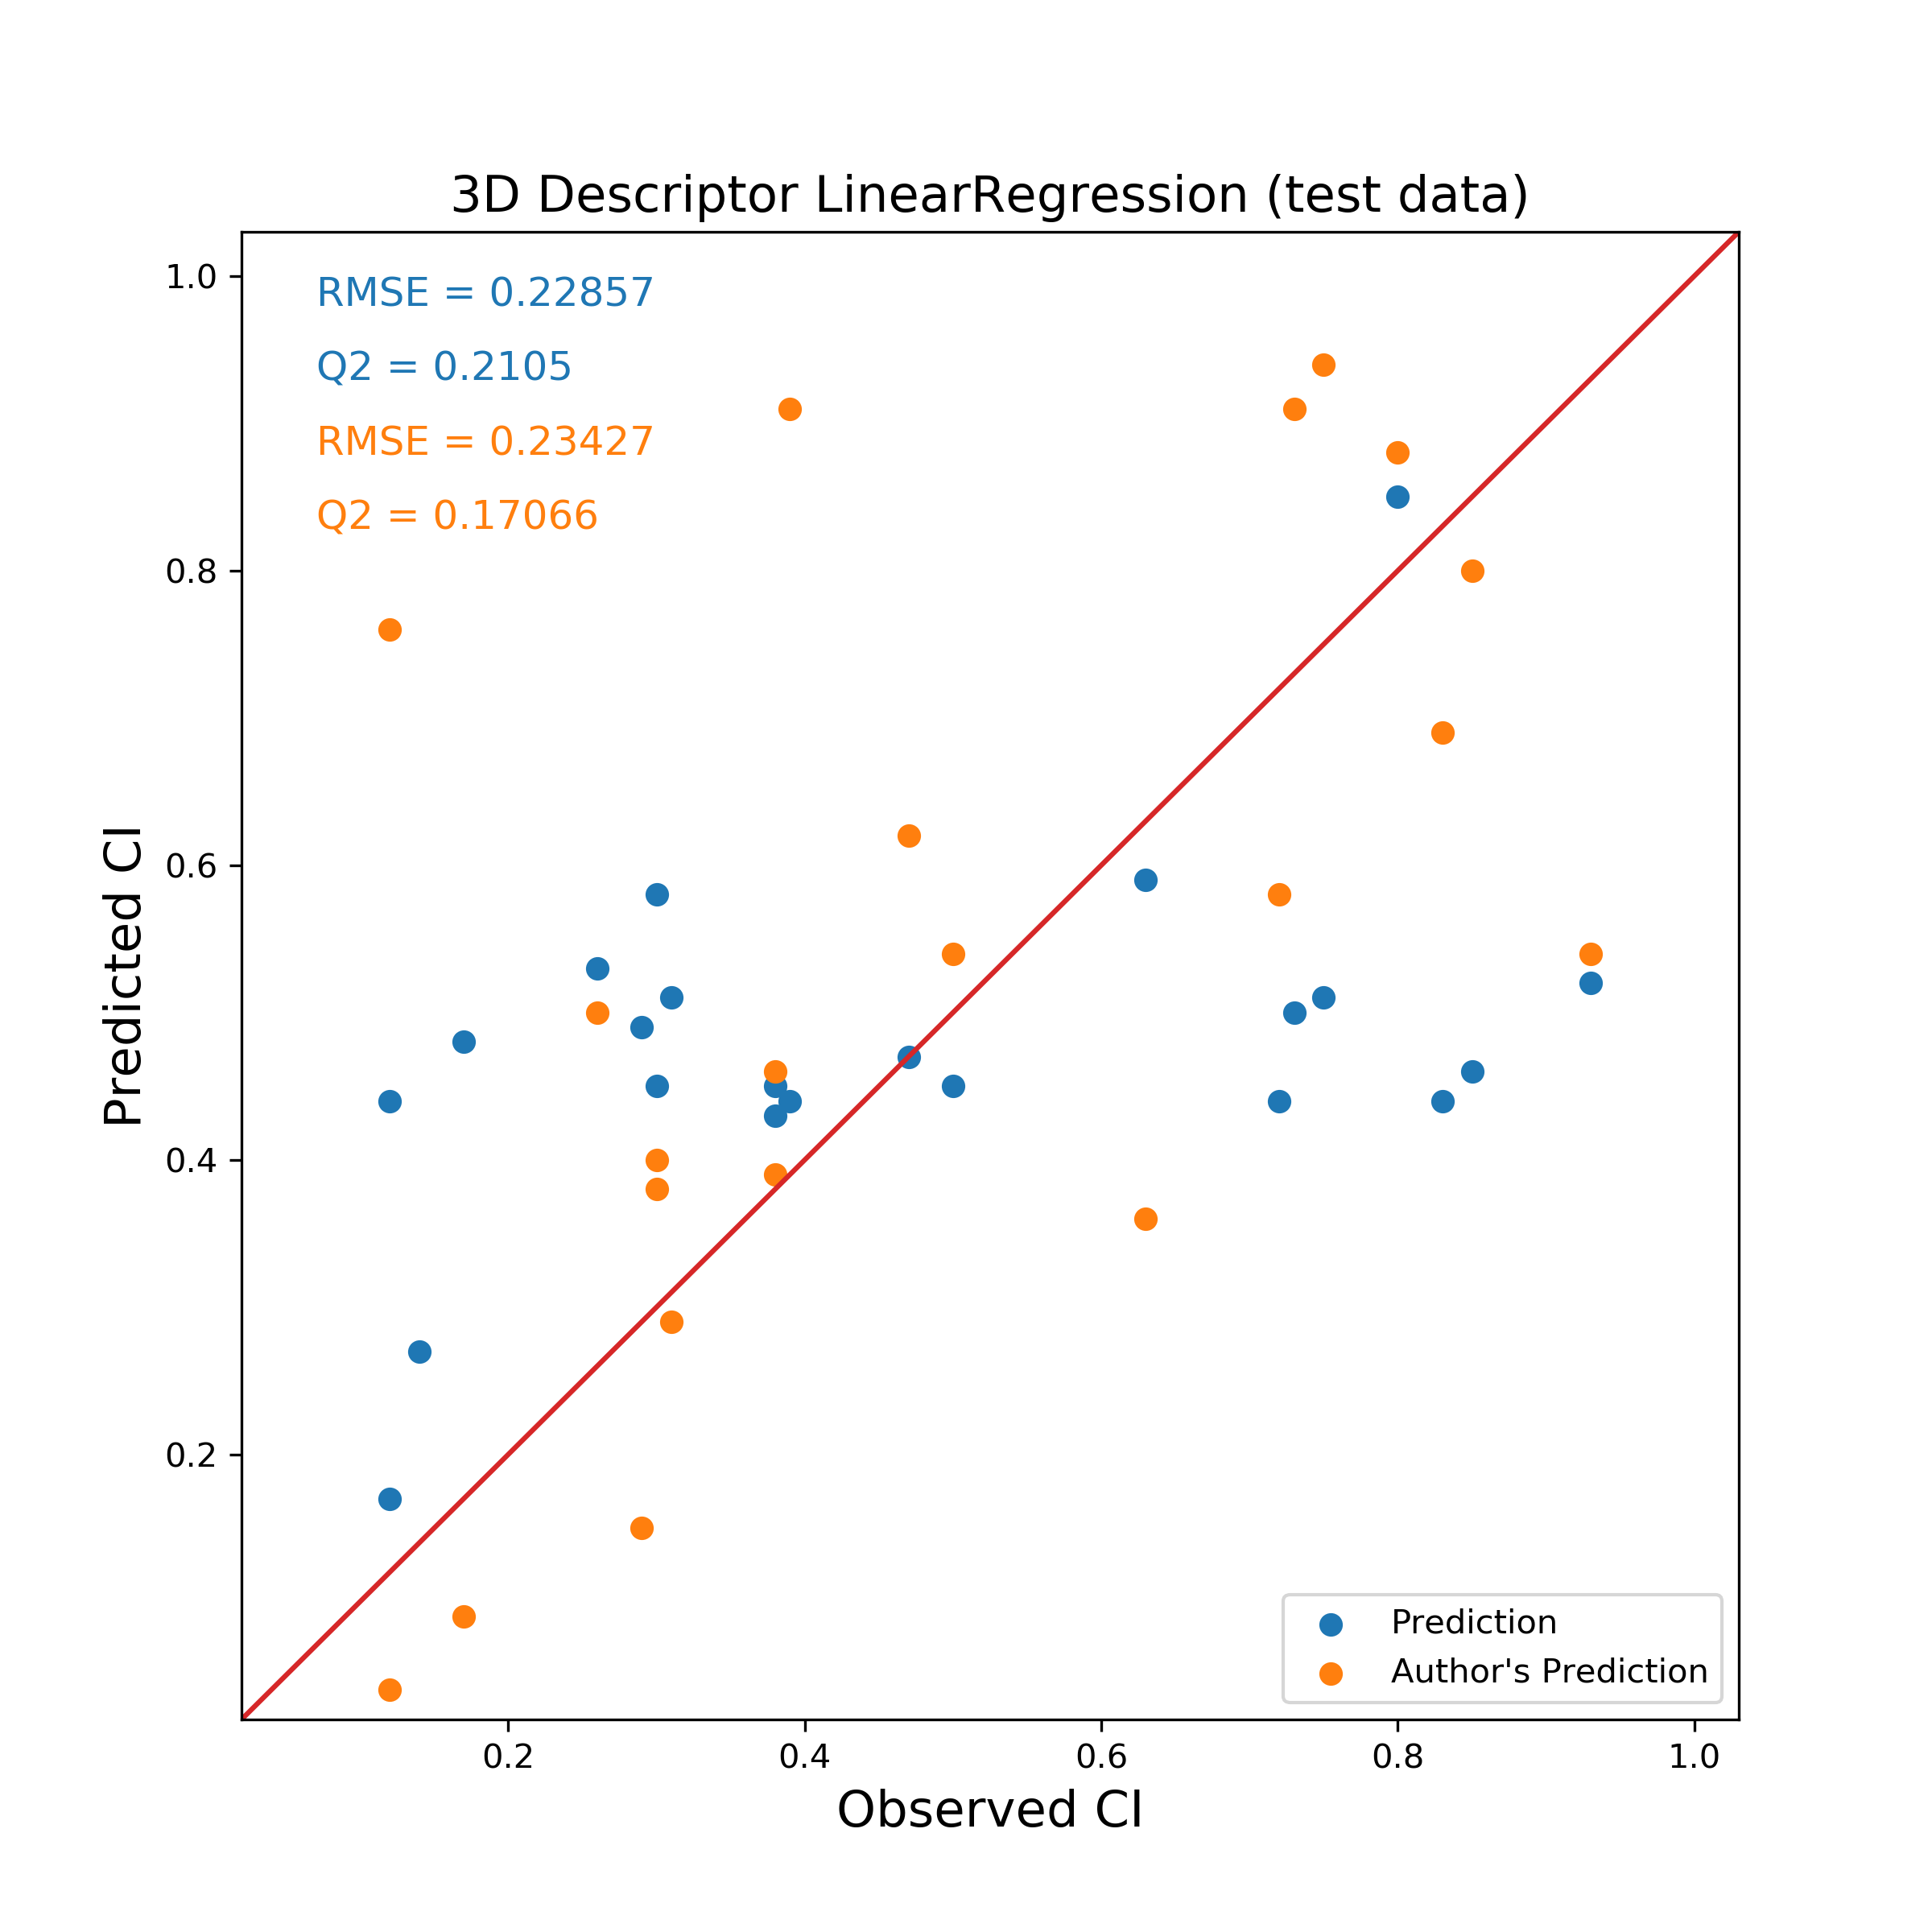 3D Descriptor LinearRegression (test data)
RMSE = 0.22857
Q2 = 0.2105
RMSE = 0.23427
Q2 = 0.17066
1.0
0.8
0.6
0.4
0.2
Predicted CI
Prediction
Author's Prediction
0.2 0.4 0.6 0.8 1.0
Observed CI